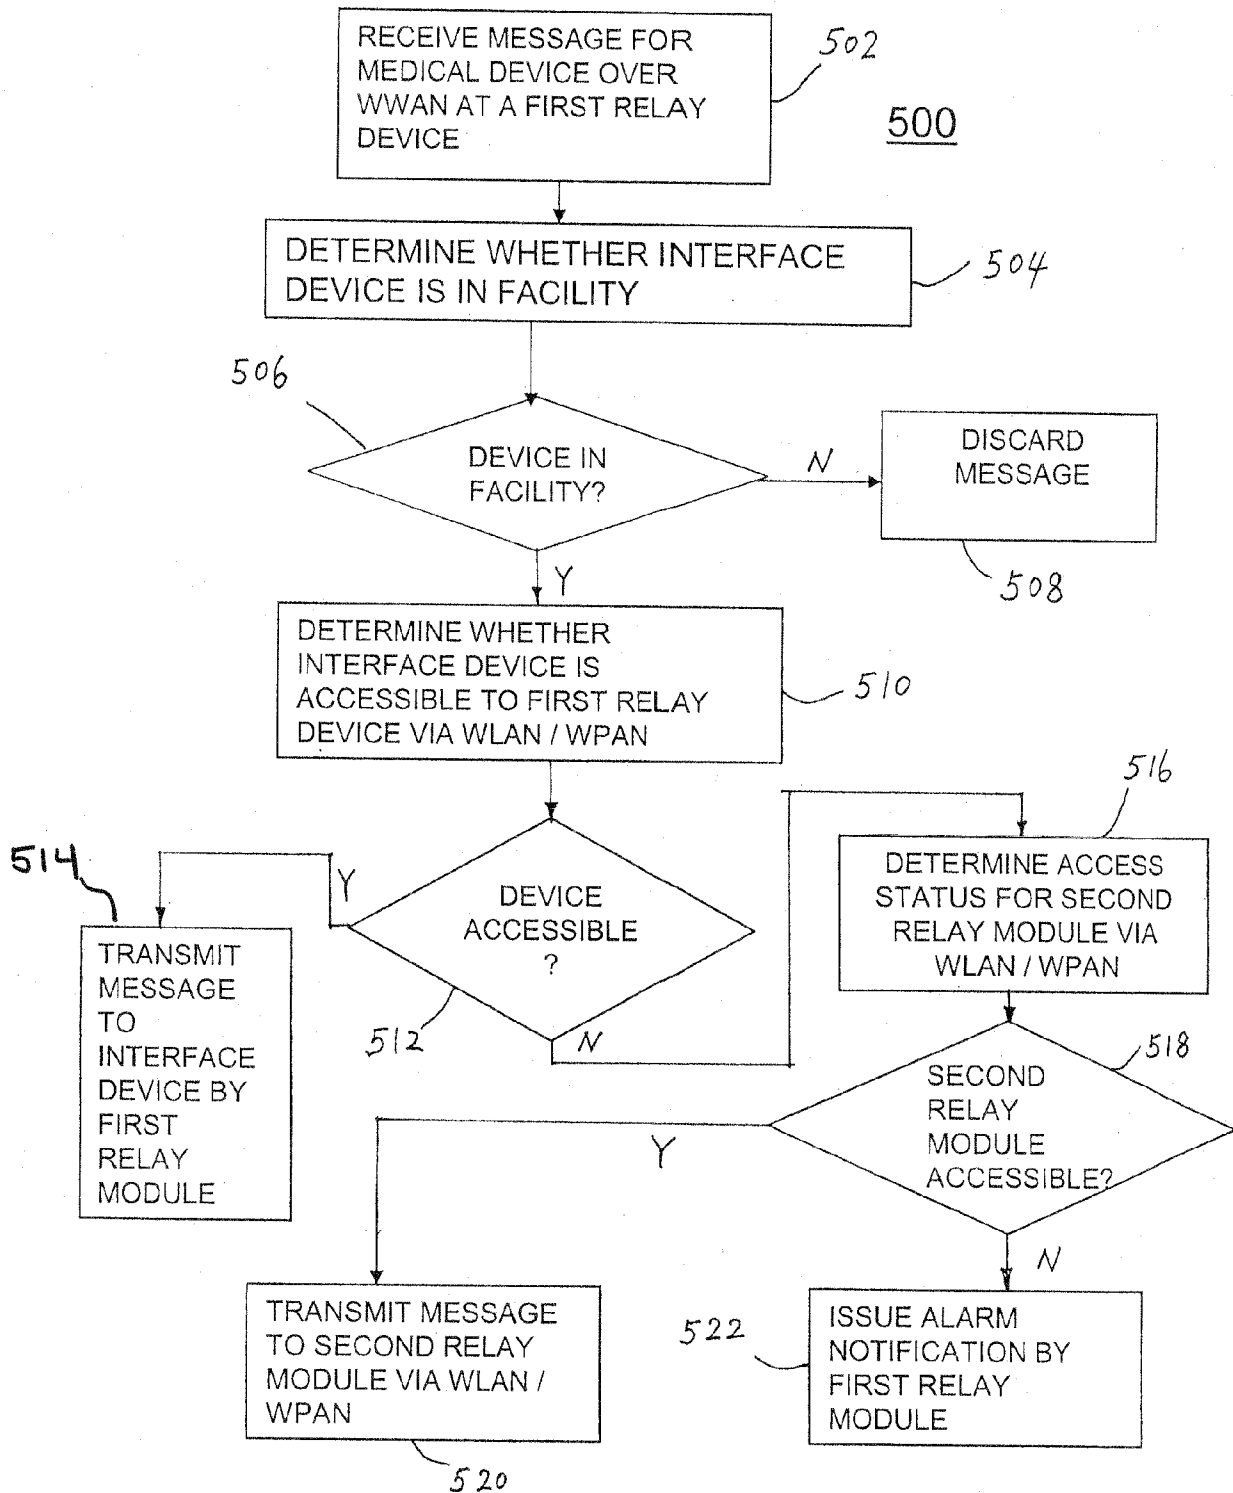 RECEIVE MESSAGE FOR
MEDICAL DEVICE OVER
WWAN AT A FIRST RELAY
DEVICE
502
500
DETERMINE WHETHER INTERFACE
DEVICE IS IN FACILITY
504
506
DEVICE IN
FACILITY?
N
DISCARD
MESSAGE
508
Y
DETERMINE WHETHER
INTERFACE DEVICE IS
ACCESSIBLE TO FIRST RELAY
DEVICE VIA WLAN / WPAN
510
516
514
Y
DEVICE
ACCESSIBLE
?
512
N
DETERMINE ACCESS
STATUS FOR SECOND
RELAY MODULE VIA
WLAN / WPAN
TRANSMIT
MESSAGE
TO
INTERFACE
DEVICE BY
FIRST
RELAY
MODULE
518
SECOND
RELAY
MODULE
ACCESSIBLE?
Y
N
TRANSMIT MESSAGE
TO SECOND RELAY
MODULE VIA WLAN /
WPAN
520
522
ISSUE ALARM
NOTIFICATION BY
FIRST RELAY
MODULE